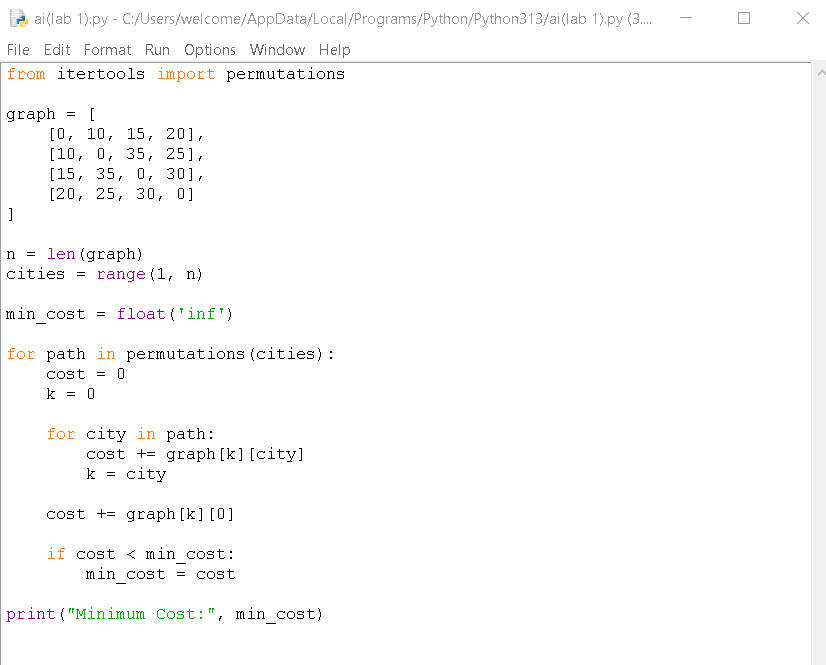 ai(lab 1).py - C:/Users/welcome/AppData/Local/Programs/Python/Python313/ai(lab 1).py (3....
File Edit Format Run Options Window Help
from itertools import permutations

graph = [
    [0, 10, 15, 20],
    [10, 0, 35, 25],
    [15, 35, 0, 30],
    [20, 25, 30, 0]
]

n = len(graph)
cities = range(1, n)

min_cost = float('inf')

for path in permutations(cities):
    cost = 0
    k = 0

    for city in path:
        cost += graph[k][city]
        k = city

    cost += graph[k][0]

    if cost < min_cost:
        min_cost = cost

print("Minimum Cost:", min_cost)